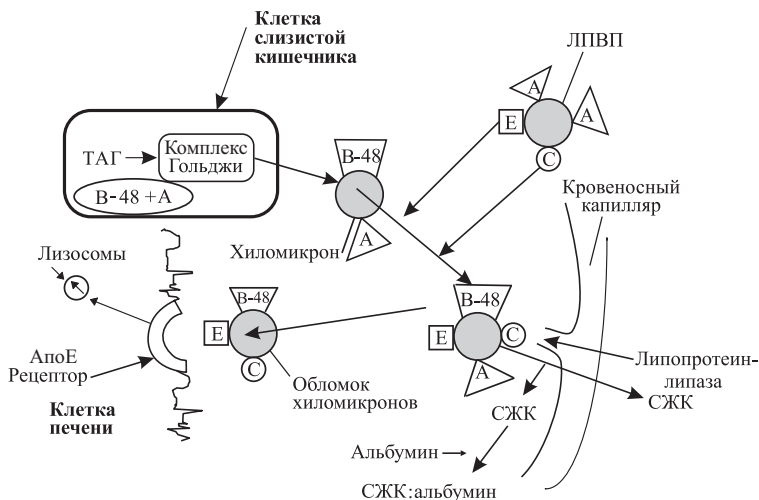 Клетка
слизистой
кишечника
ЛПВП
A
A
E
C
ТАГ
Комплекс
Гольджи
В-48 +А
В-48
A
Хиломикрон
Кровеносный
капилляр
Лизосомы
В-48
E
C
Обломок
хиломикронов
В-48
E
C
A
АпоЕ
Рецептор
Клетка
печени
Липопротеин-
липаза
СЖК
СЖК
Альбумин
СЖК:альбумин